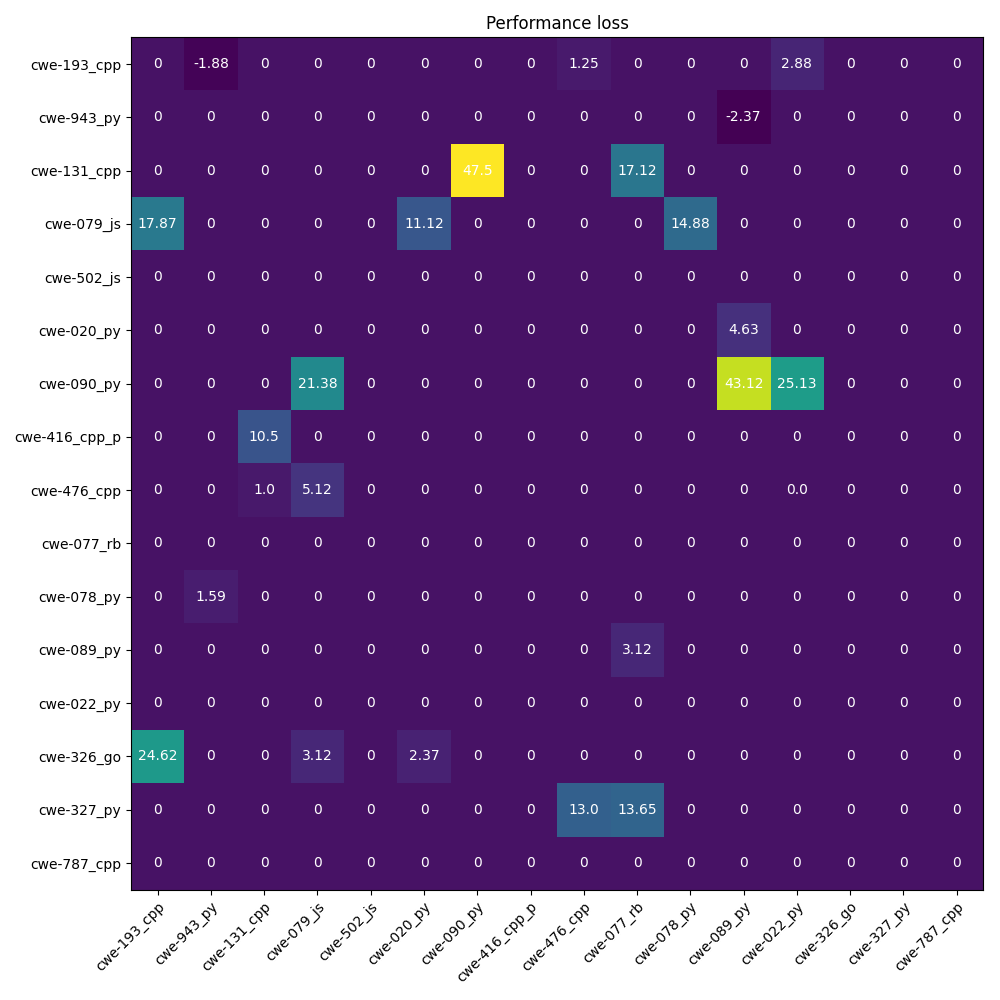 Performance loss
cwe-193_cpp 0 -1.88 0 0 0 0 0 0 1.25 0 0 0 2.88 0 0 0
cwe-943_py 0 0 0 0 0 0 0 0 0 0 0 -2.37 0 0 0 0
cwe-131_cpp 0 0 0 0 0 0 47.5 0 0 17.12 0 0 0 0 0 0
cwe-079_js 17.87 0 0 0 0 11.12 0 0 0 0 14.88 0 0 0 0 0
cwe-502_js 0 0 0 0 0 0 0 0 0 0 0 0 0 0 0 0
cwe-020_py 0 0 0 0 0 0 0 0 0 0 0 4.63 0 0 0 0
cwe-090_py 0 0 0 21.38 0 0 0 0 0 0 0 43.12 25.13 0 0 0
cwe-416_cpp_p 0 0 10.5 0 0 0 0 0 0 0 0 0 0 0 0 0
cwe-476_cpp 0 0 1.0 5.12 0 0 0 0 0 0 0 0 0.0 0 0 0
cwe-077_rb 0 0 0 0 0 0 0 0 0 0 0 0 0 0 0 0
cwe-078_py 0 1.59 0 0 0 0 0 0 0 0 0 0 0 0 0 0
cwe-089_py 0 0 0 0 0 0 0 0 0 3.12 0 0 0 0 0 0
cwe-022_py 0 0 0 0 0 0 0 0 0 0 0 0 0 0 0 0
cwe-326_go 24.62 0 0 3.12 0 2.37 0 0 0 0 0 0 0 0 0 0
cwe-327_py 0 0 0 0 0 0 0 0 13.0 13.65 0 0 0 0 0 0
cwe-787_cpp 0 0 0 0 0 0 0 0 0 0 0 0 0 0 0 0
cwe-193_cpp cwe-943_py cwe-131_cpp cwe-079_js cwe-502_js cwe-020_py cwe-090_py cwe-416_cpp_p cwe-476_cpp cwe-077_rb cwe-078_py cwe-089_py cwe-022_py cwe-326_go cwe-327_py cwe-787_cpp